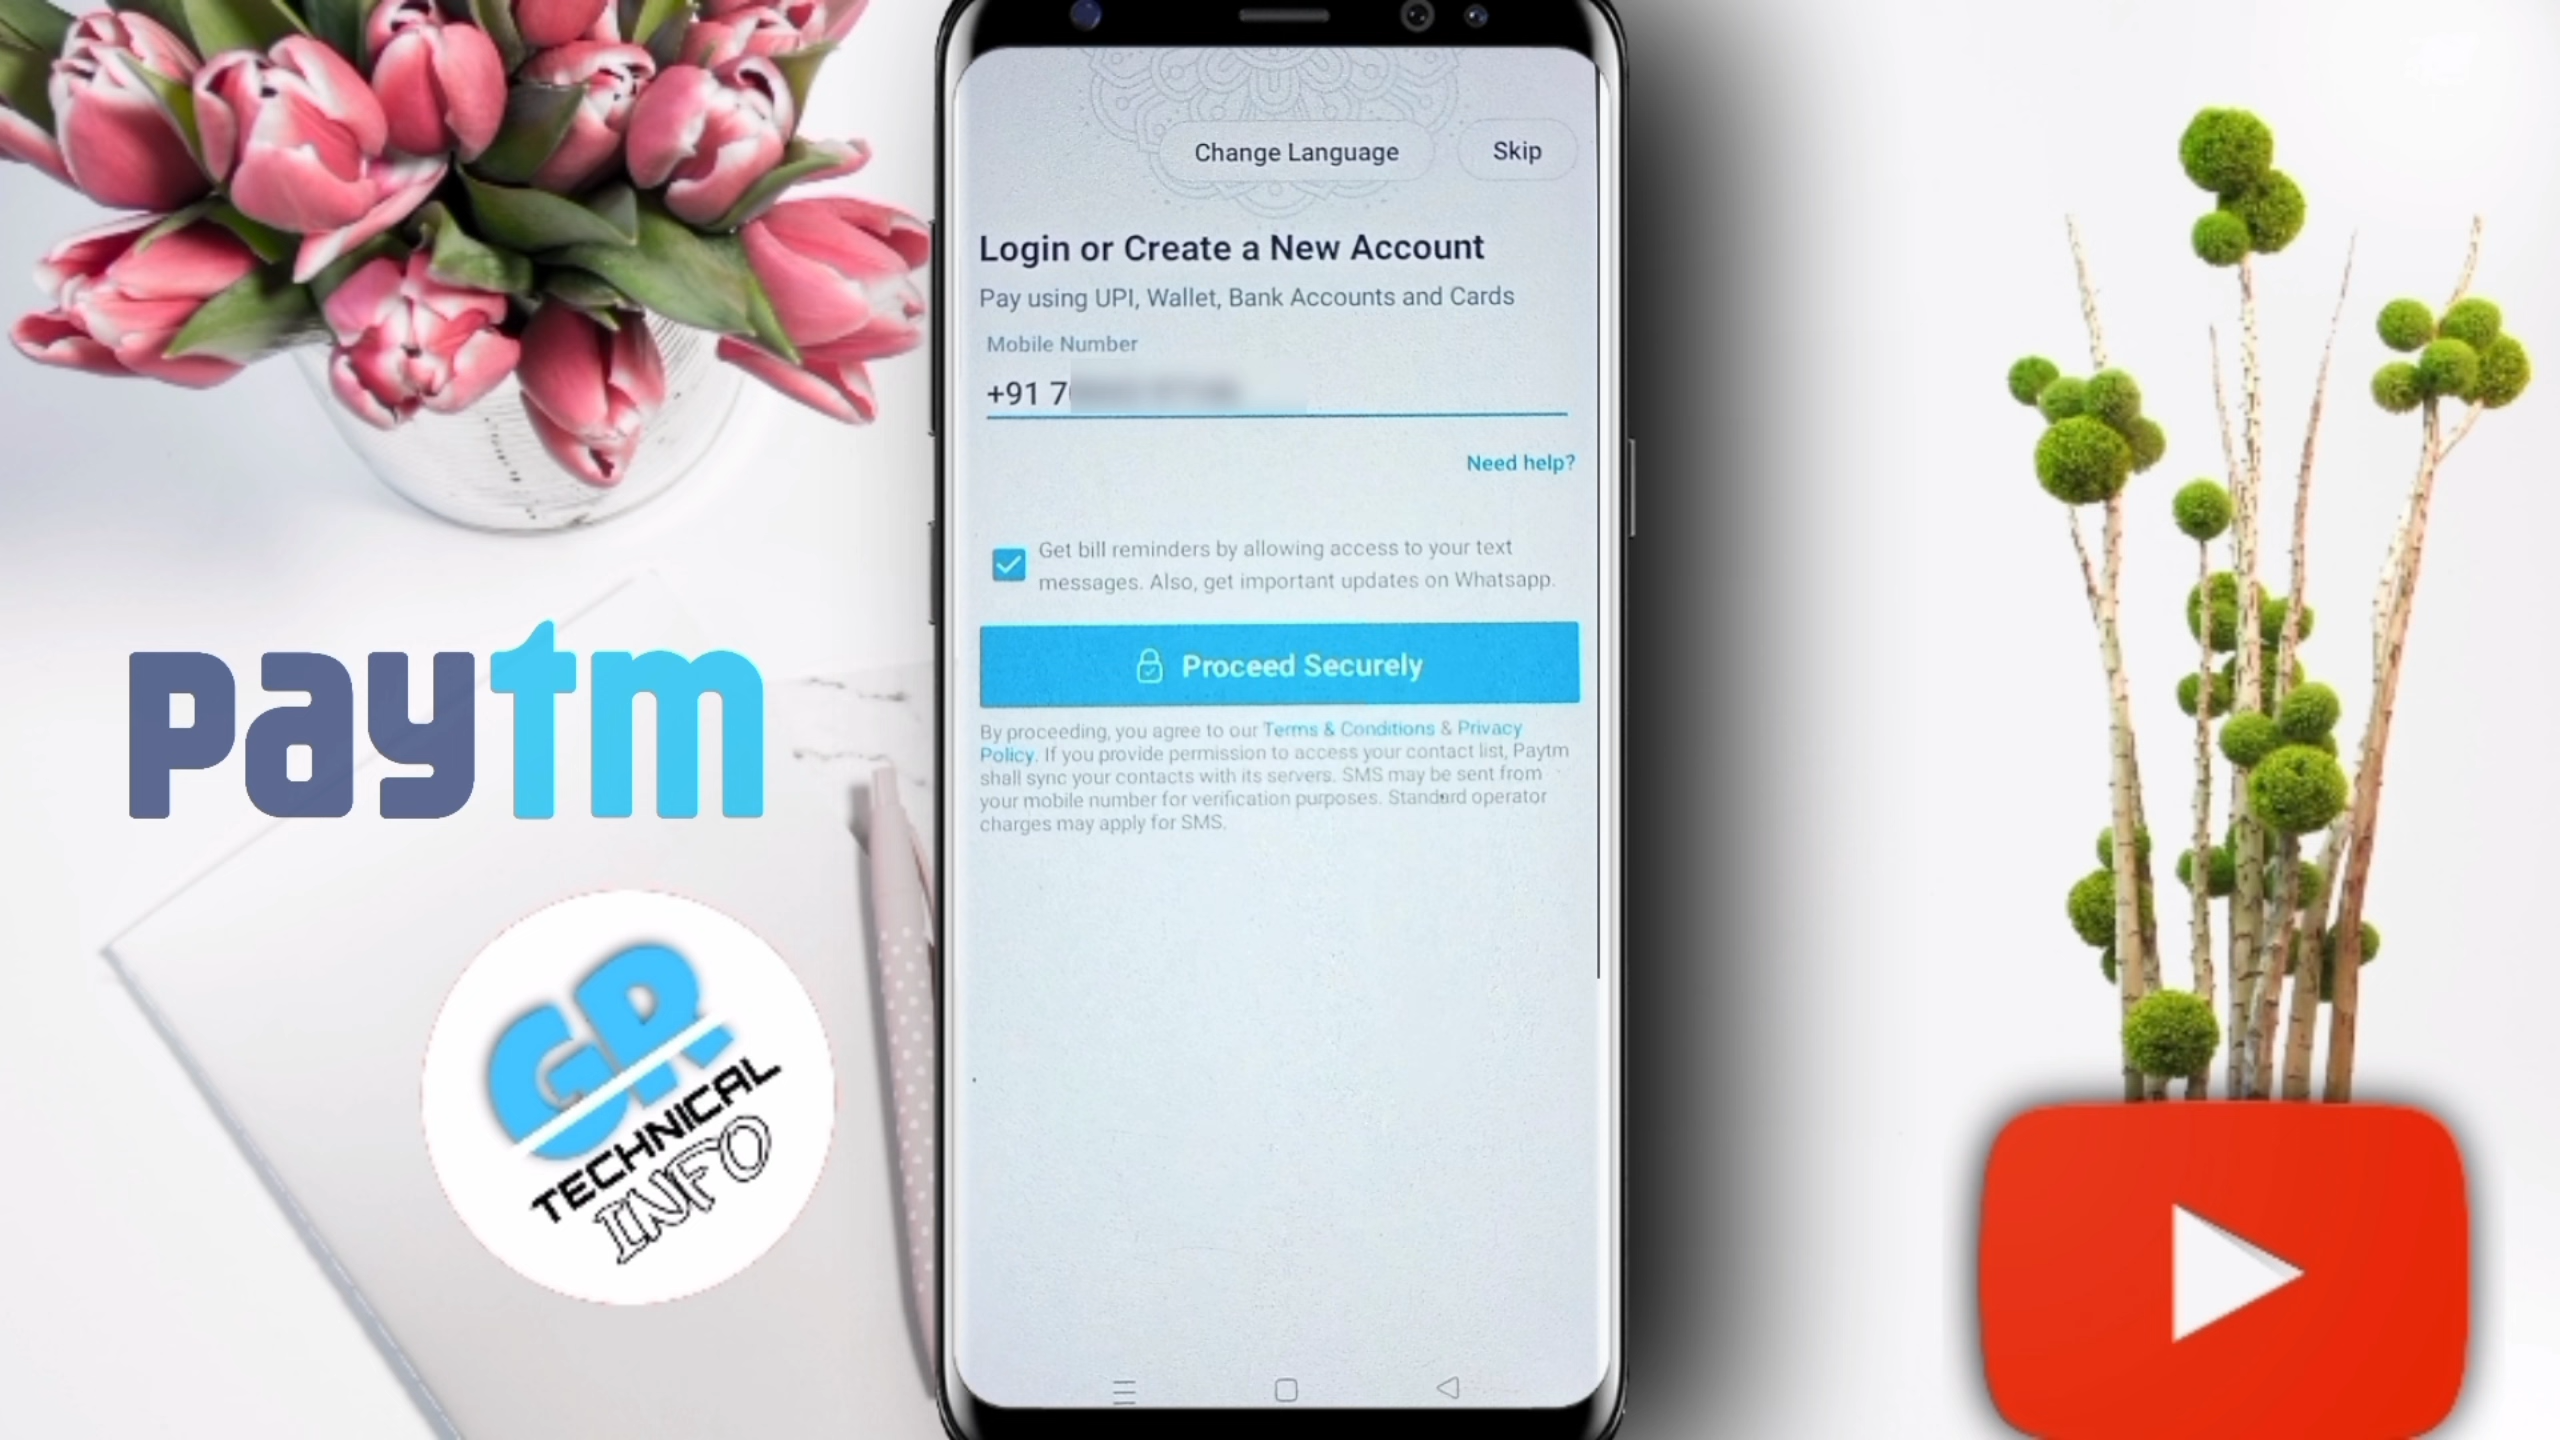 Change Language
Skip
Login or Create a New Account
Pay using UPI, Wallet, Bank Accounts and Cards
Mobile Number
+91 7
Need help?
Get bill reminders by allowing access to your text
messages. Also, get important updates on Whatsapp.
Proceed Securely
By proceeding, you agree to our Terms & Conditions & Privacy
Policy. If you provide permission to access your contact list, Paytm
shall sync your contacts with its servers. SMS may be sent from
your mobile number for verification purposes. Standard operator
charges may apply for SMS.
paytm
GR
TECHNICAL
INFO